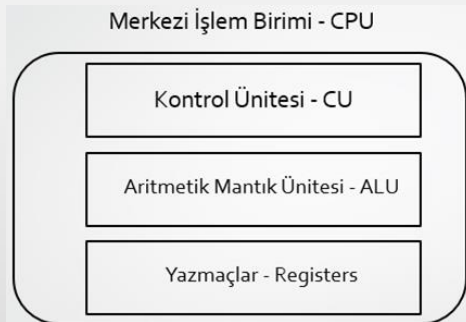 Merkezi İşlem Birimi - CPU
Kontrol Ünitesi - CU
Aritmetik Mantık Ünitesi - ALU
Yazmaçlar - Registers